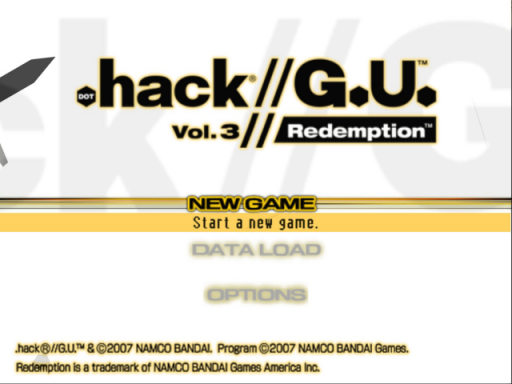 DOT .hack®//G.U.™
Vol.3//Redemption™
NEW GAME
Start a new game.
DATA LOAD
OPTIONS
.hack®//G.U.™ & ©2007 NAMCO BANDAI. Program ©2007 NAMCO BANDAI Games.
Redemption is a trademark of NAMCO BANDAI Games America Inc.